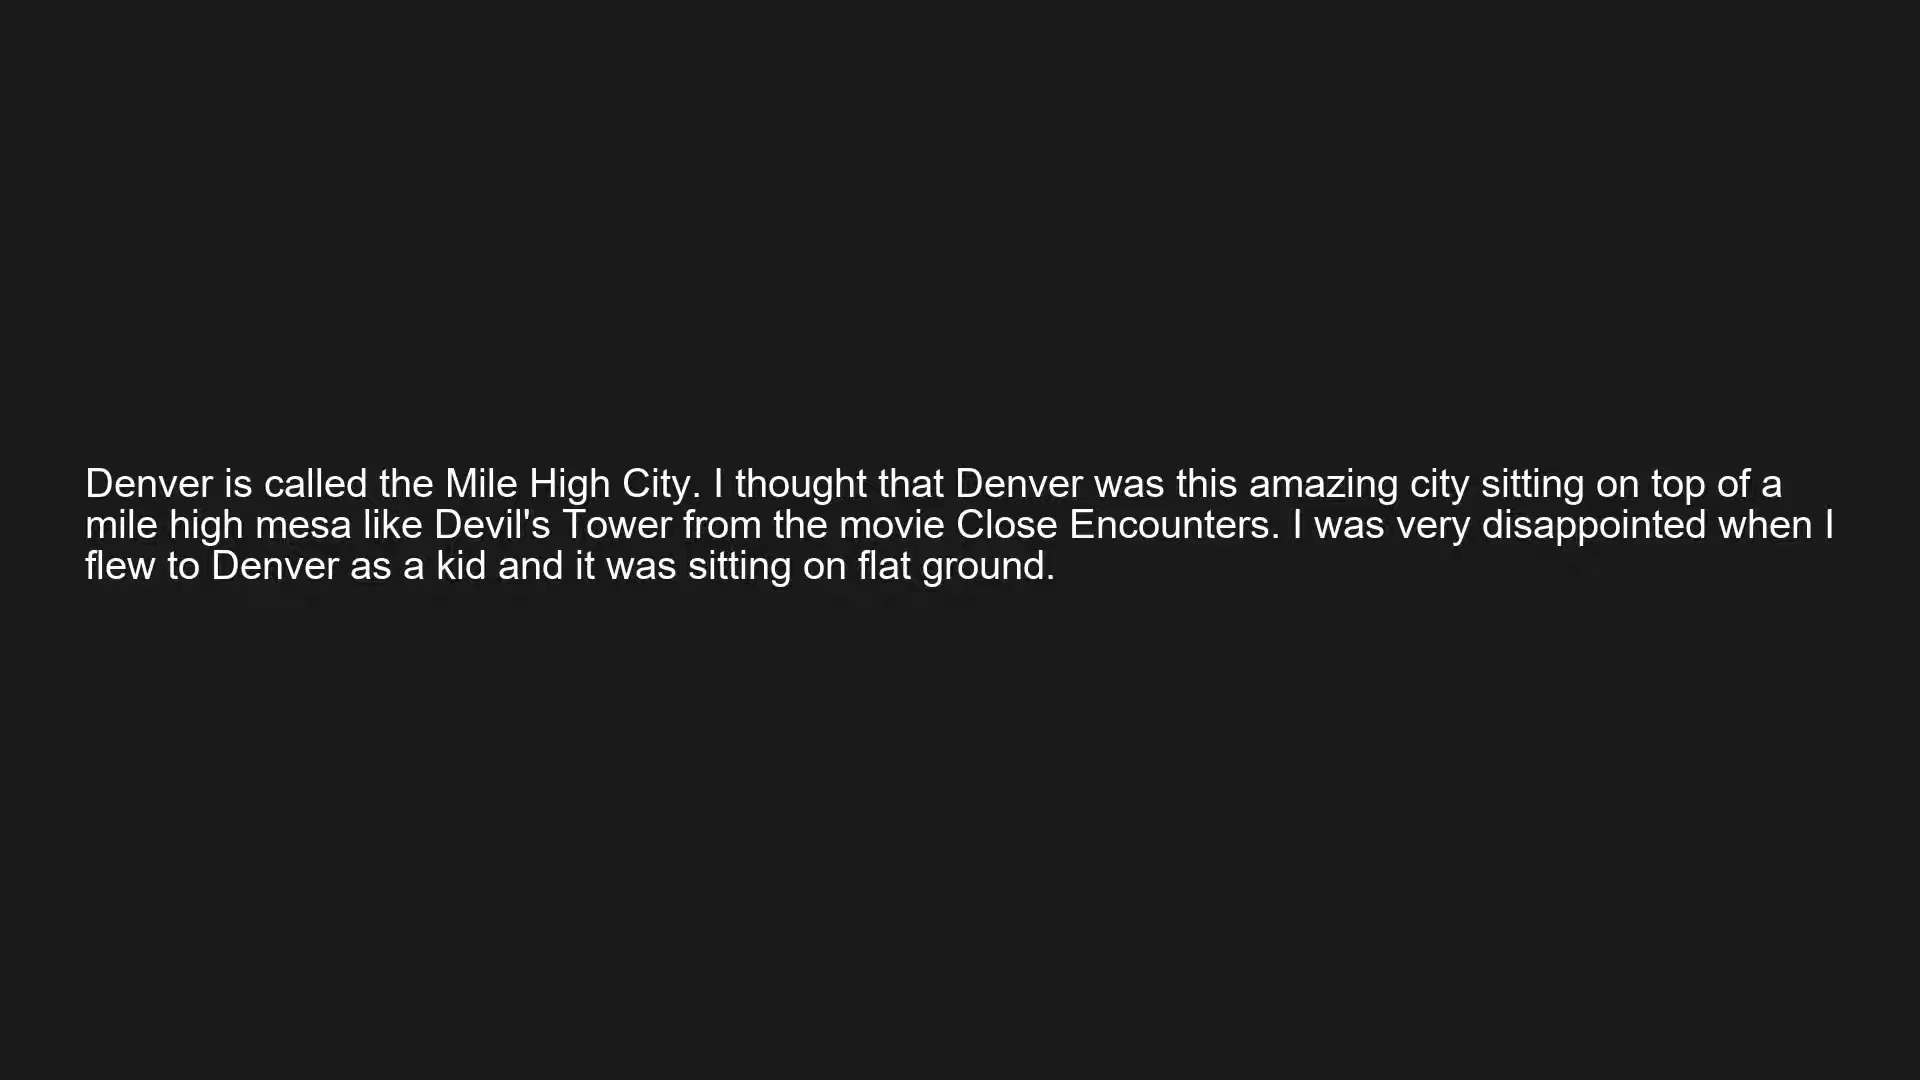 Denver is called the Mile High City. I thought that Denver was this amazing city sitting on top of a
mile high mesa like Devil's Tower from the movie Close Encounters. I was very disappointed when I
flew to Denver as a kid and it was sitting on flat ground.